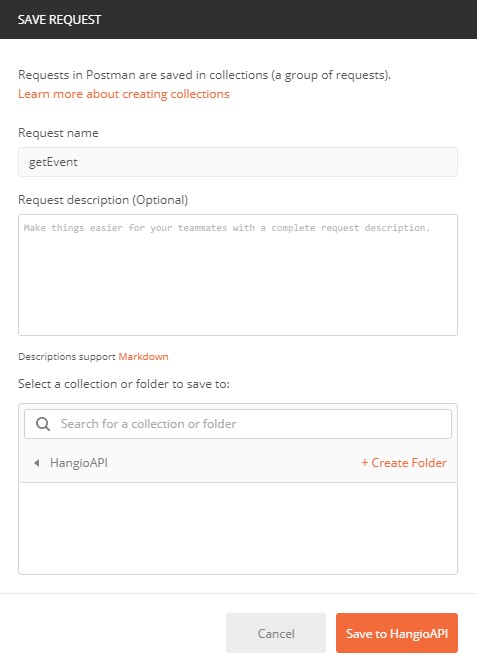 SAVE REQUEST
Requests in Postman are saved in collections (a group of requests).
Learn more about creating collections
Request name
getEvent
Request description (Optional)
Make things easier for your teammates with a complete request description.
Descriptions support Markdown
Select a collection or folder to save to:
Search for a collection or folder
HangioAPI + Create Folder
Cancel Save to HangioAPI